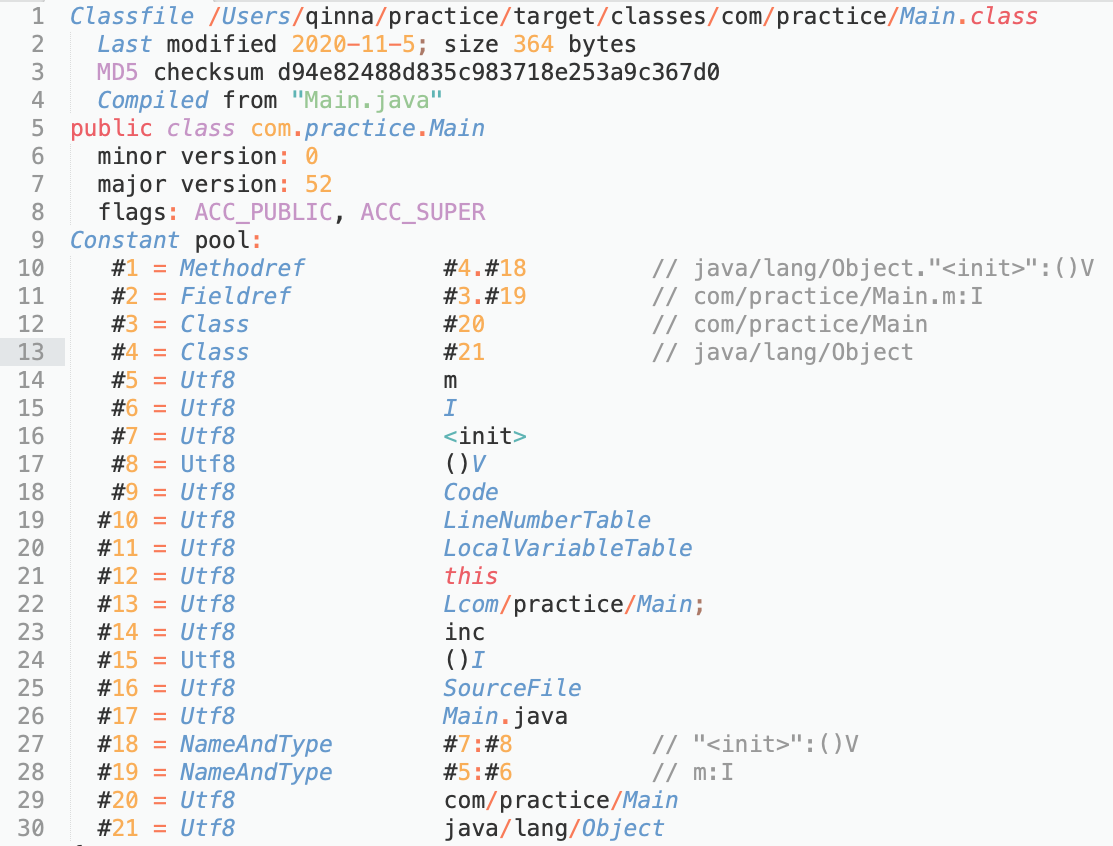 1 Classfile /Users/qinna/practice/target/classes/com/practice/Main.class
2   Last modified 2020-11-5; size 364 bytes
3   MD5 checksum d94e82488d835c983718e253a9c367d0
4   Compiled from "Main.java"
5 public class com.practice.Main
6   minor version: 0
7   major version: 52
8   flags: ACC_PUBLIC, ACC_SUPER
9 Constant pool:
10    #1 = Methodref          #4.#18         // java/lang/Object."<init>":()V
11    #2 = Fieldref           #3.#19         // com/practice/Main.m:I
12    #3 = Class              #20            // com/practice/Main
13    #4 = Class              #21            // java/lang/Object
14    #5 = Utf8               m
15    #6 = Utf8               I
16    #7 = Utf8               <init>
17    #8 = Utf8               ()V
18    #9 = Utf8               Code
19   #10 = Utf8               LineNumberTable
20   #11 = Utf8               LocalVariableTable
21   #12 = Utf8               this
22   #13 = Utf8               Lcom/practice/Main;
23   #14 = Utf8               inc
24   #15 = Utf8               ()I
25   #16 = Utf8               SourceFile
26   #17 = Utf8               Main.java
27   #18 = NameAndType        #7:#8          // "<init>":()V
28   #19 = NameAndType        #5:#6          // m:I
29   #20 = Utf8               com/practice/Main
30   #21 = Utf8               java/lang/Object